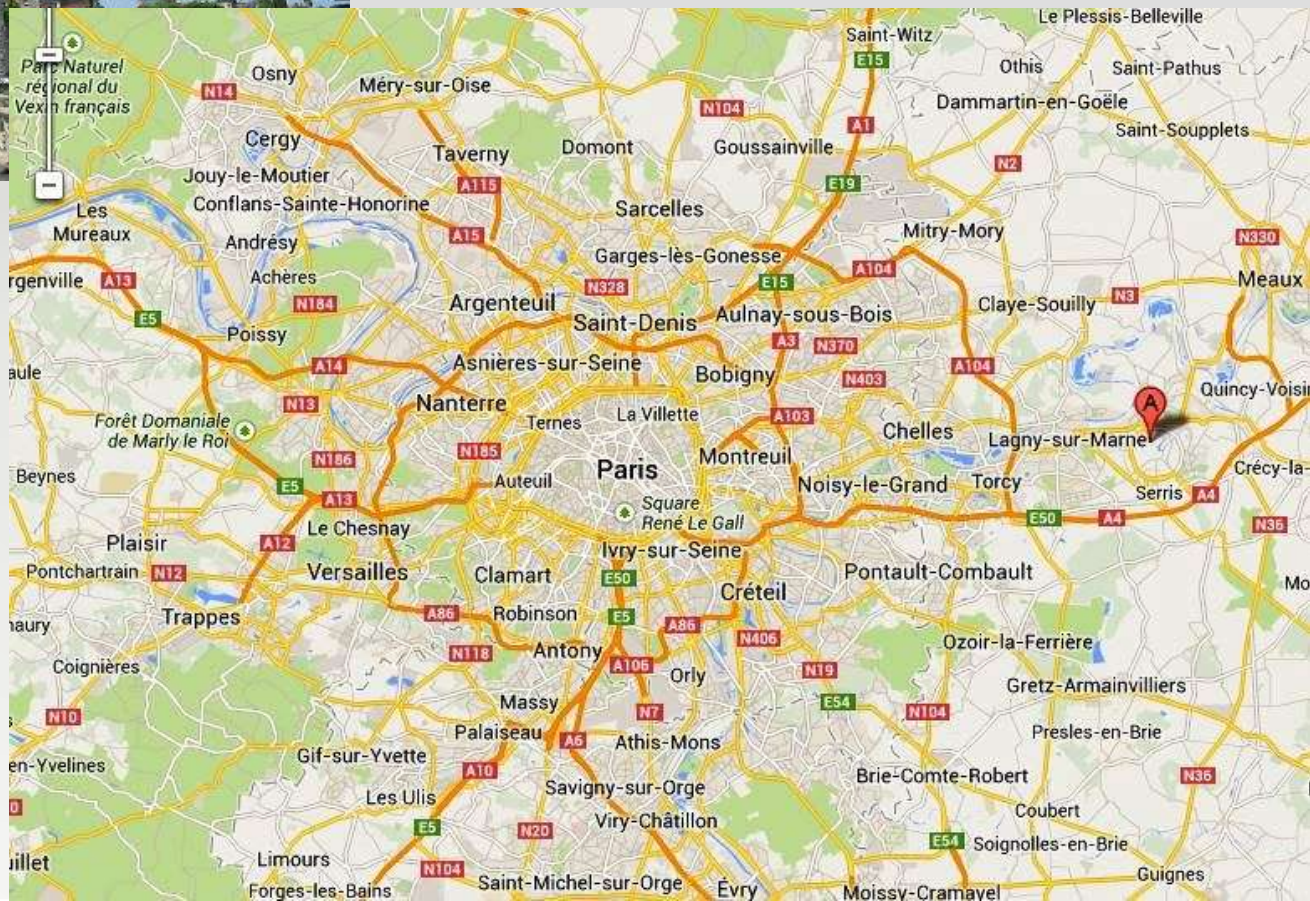 Le Plessis-Belleville
Saint-Witz
E15
Othis
Saint-Pathus
Parc Naturel
régional du
Vexin français
Osny
Méry-sur-Oise
N14
N104
Dammartin-en-Goële
A1
Saint-Soupplets
Cergy
Taverny
Domont
Goussainville
N2
Jouy-le-Moutier
A115
E19
Conflans-Sainte-Honorine
Sarcelles
Les
Mureaux
Andrésy
A15
Mitry-Mory
N330
Garges-lès-Gonesse
A104
rgenville
A13
Achères
N328
E15
Meaux
N184
Argenteuil
N3
Claye-Souilly
E5
Poissy
Saint-Denis
Aulnay-sous-Bois
A3
N370
aule
A14
Asnières-sur-Seine
Bobigny
N403
A104
Quincy-Voisin
N13
Nanterre
Ternes
La Villette
A103
A
Forêt Domaniale
de Marly le Roi
Chelles
Lagny-sur-Marne
N186
N185
Paris
Montreuil
Beynes
E5
A13
Auteuil
Noisy-le-Grand
Torcy
Serris
Crécy-la-
A4
Square
René Le Gall
Le Chesnay
E50
A4
N36
Plaisir
A12
Ivry-sur-Seine
Pontchartrain
N12
Versailles
Clamart
E50
Créteil
Pontault-Combault
Mo
Trappes
A86
Robinson
E5
A86
naury
N406
Ozoir-la-Ferrière
Coignières
N118
Antony
A106
Orly
N19
Gretz-Armainvilliers
N10
Massy
N7
E54
N104
Presles-en-Brie
Palaiseau
A6
Athis-Mons
en-Yvelines
Gif-sur-Yvette
A10
Brie-Comte-Robert
N36
Les Ulis
Savigny-sur-Orge
Coubert
E5
N20
Viry-Châtillon
E54
Soignolles-en-Brie
uillet
Limours
N104
Guignes
Forges-les-Bains
Saint-Michel-sur-Orge
Évry
Moissy-Cramayel